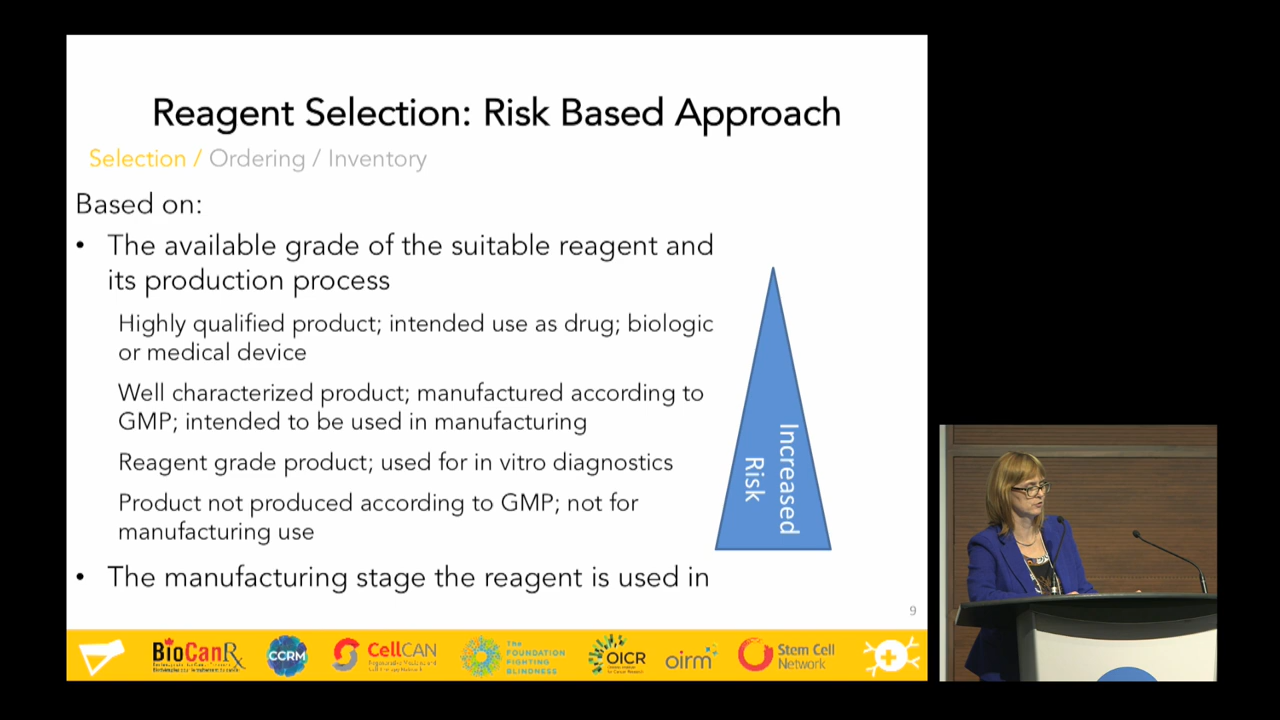 Reagent Selection: Risk Based Approach
Selection / Ordering / Inventory
Based on:
• The available grade of the suitable reagent and
its production process
Highly qualified product; intended use as drug; biologic
or medical device
Well characterized product; manufactured according to
GMP; intended to be used in manufacturing
Reagent grade product; used for in vitro diagnostics
Product not produced according to GMP; not for
manufacturing use
• The manufacturing stage the reagent is used in
Increased
Risk
9
BioCanRx
CCRM
CellCAN
THE
FOUNDATION
FIGHTING
BLINDNESS
OICR
oirm
Stem Cell
Network